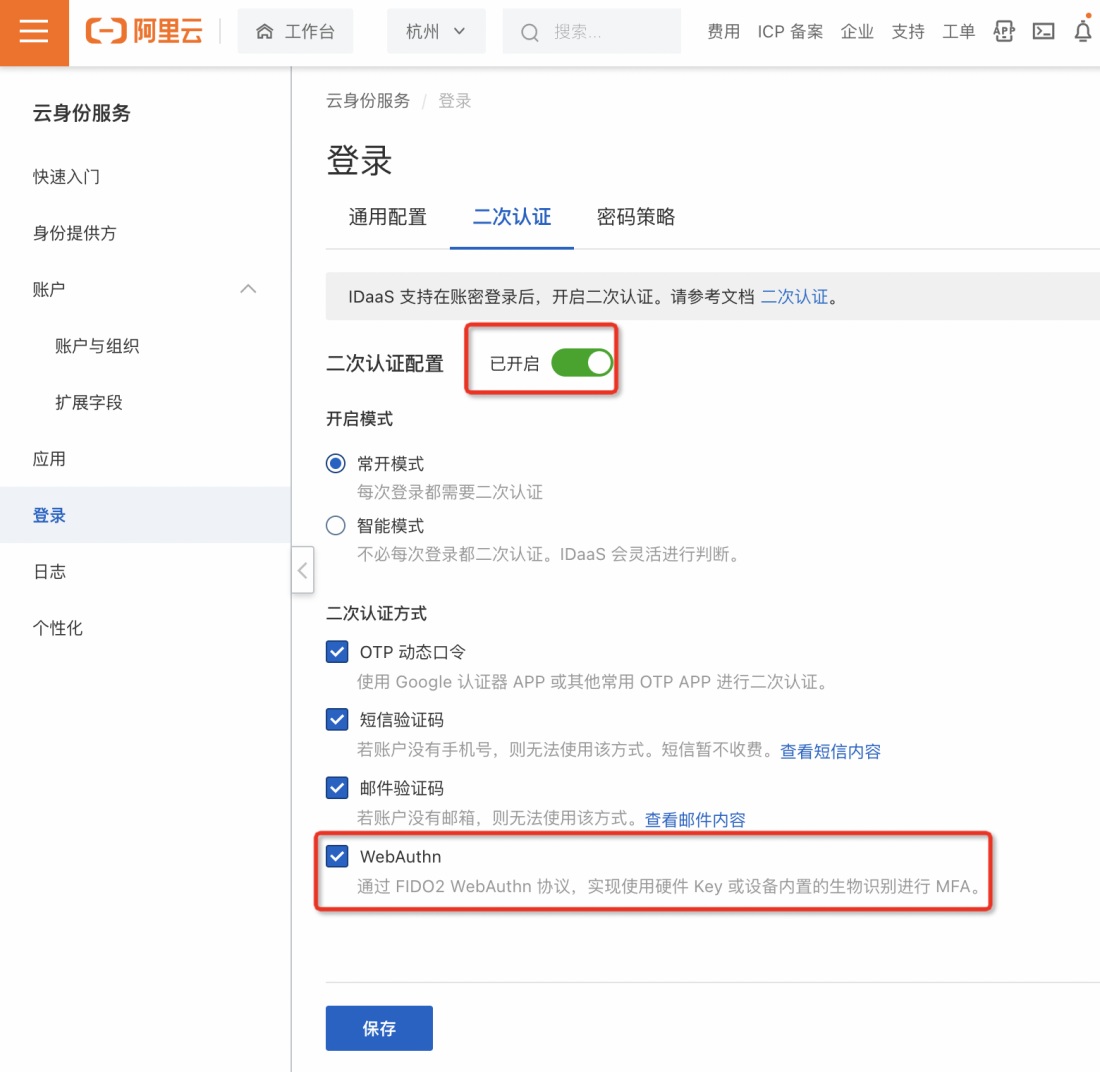 阿里云
工作台
杭州
搜索...
费用
ICP 备案
企业
支持
工单
APP
云身份服务
快速入门
身份提供方
账户
账户与组织
扩展字段
应用
登录
日志
个性化
云身份服务 / 登录
登录
通用配置
二次认证
密码策略
IDaaS 支持在账密登录后，开启二次认证。请参考文档 二次认证。
二次认证配置
已开启
开启模式
常开模式
每次登录都需要二次认证
智能模式
不必每次登录都二次认证。IDaaS 会灵活进行判断。
二次认证方式
OTP 动态口令
使用 Google 认证器 APP 或其他常用 OTP APP 进行二次认证。
短信验证码
若账户没有手机号，则无法使用该方式。短信暂不收费。查看短信内容
邮件验证码
若账户没有邮箱，则无法使用该方式。查看邮件内容
WebAuthn
通过 FIDO2 WebAuthn 协议，实现使用硬件 Key 或设备内置的生物识别进行 MFA。
保存